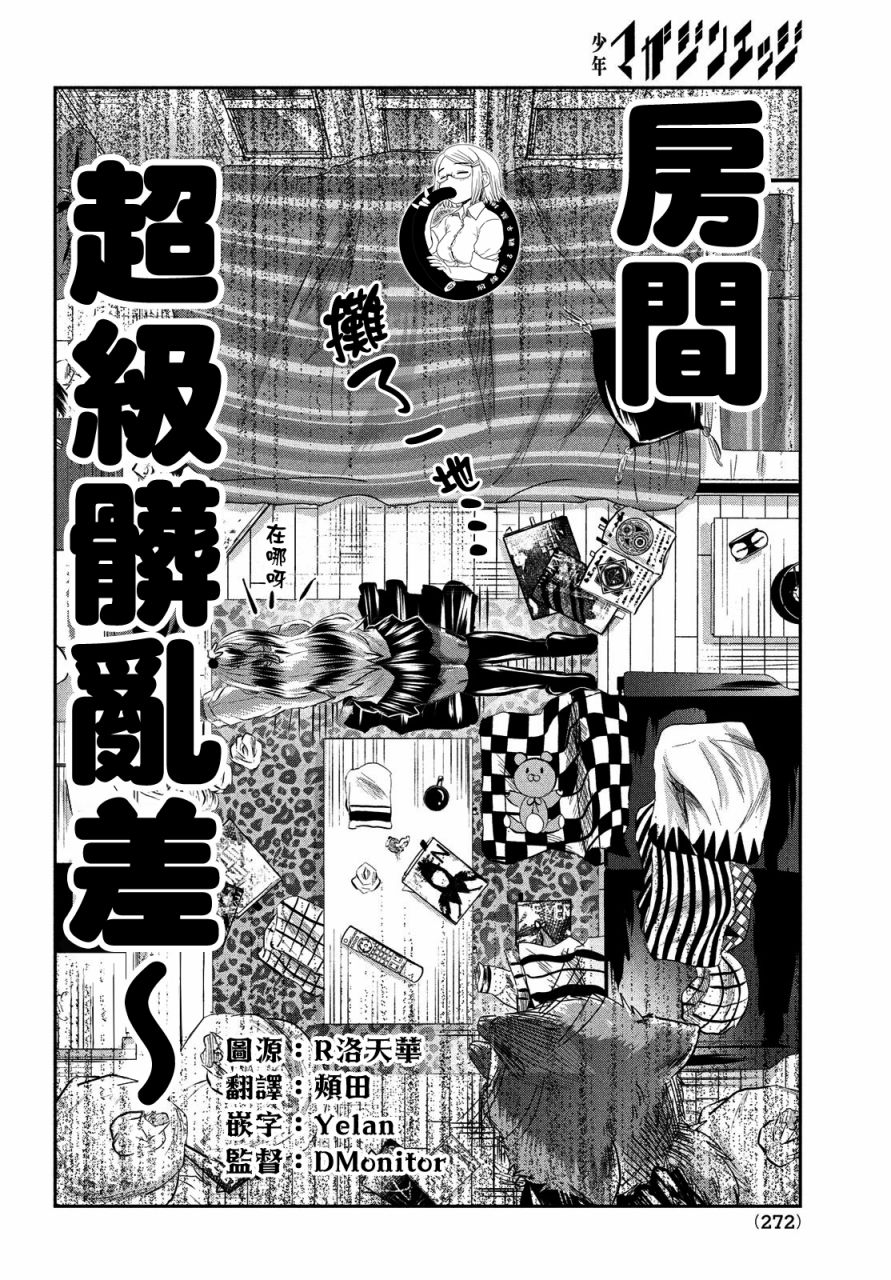 少年マガジンエッジ
房間
超級髒亂差～
攤了一地……
在哪呀－
圖源：R洛天華
翻譯：頰田
嵌字：Yelan
監督：DMonitor
(272)